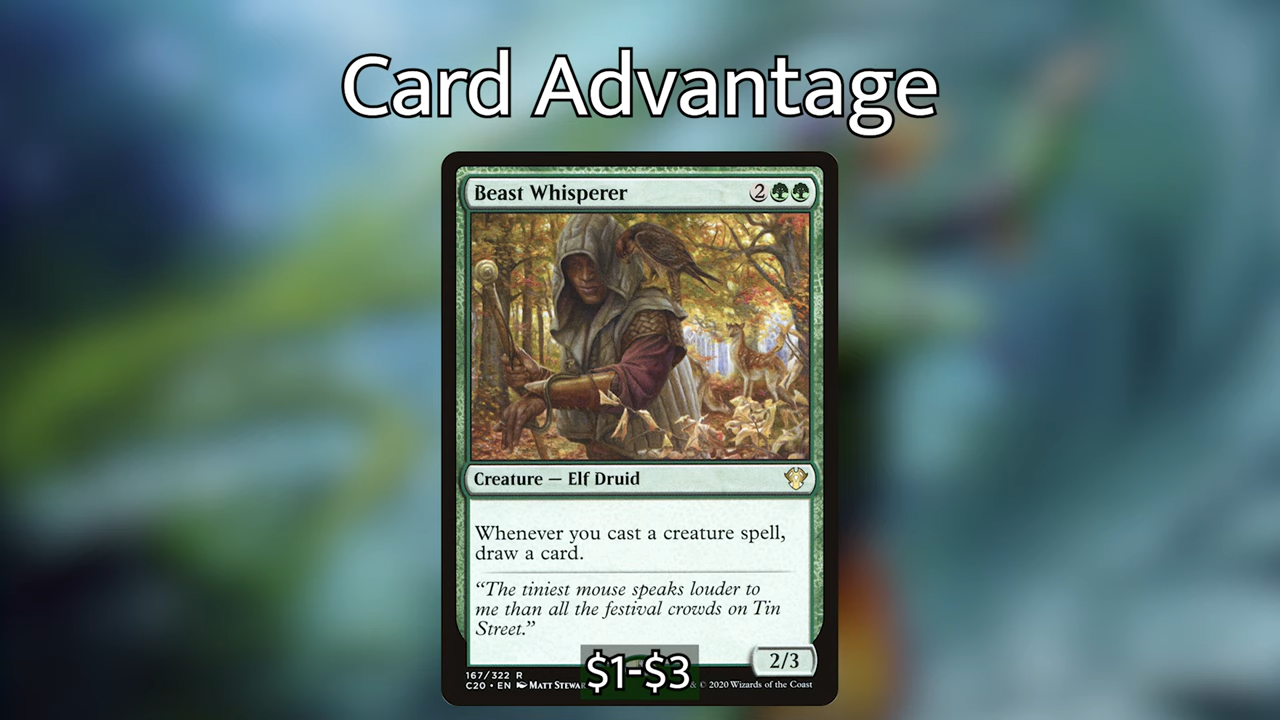 Card Advantage
Beast Whisperer 2
Creature — Elf Druid
Whenever you cast a creature spell,
draw a card.
“The tiniest mouse speaks louder to
me than all the festival crowds on Tin
Street.”
2/3
$1-$3
167/322 R
C20 • EN MATT STEWAR & © 2020 Wizards of the Coast